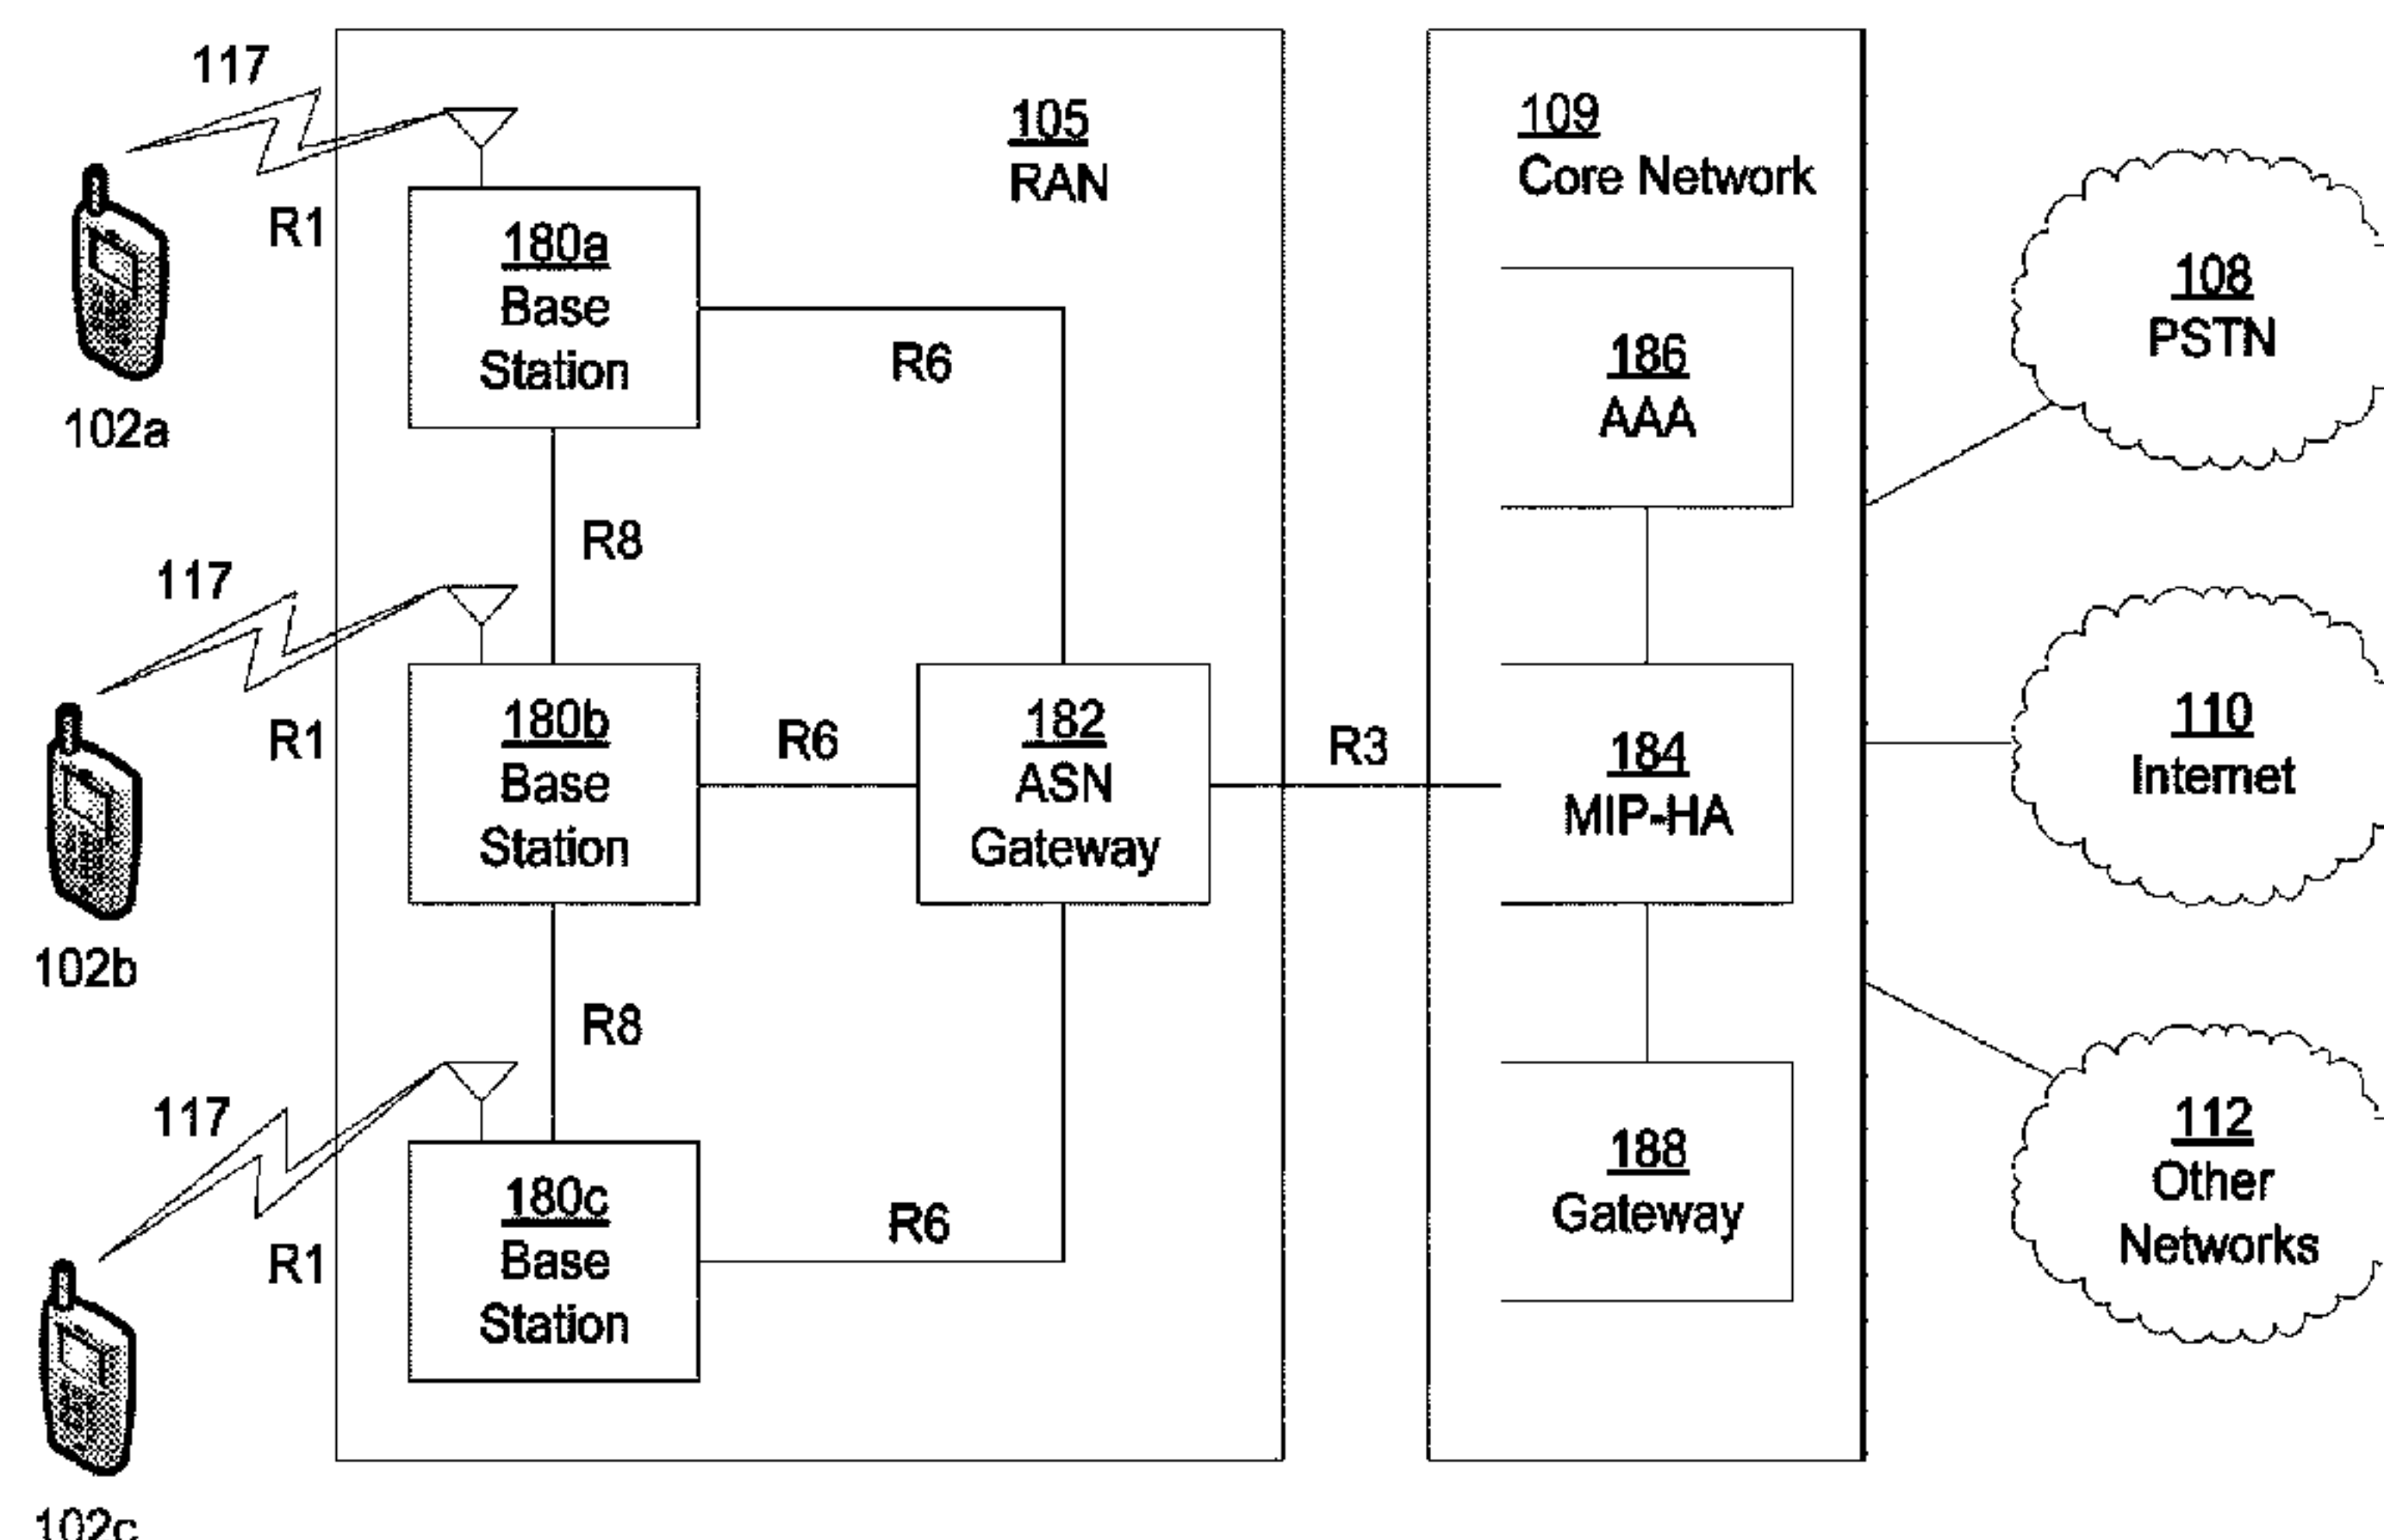 117
R1
102a
117
R1
102b
117
R1
102c
105
RAN
180a
Base
Station
R6
R8
180b
Base
Station
R6
182
ASN
Gateway
R8
180c
Base
Station
R6
R3
109
Core Network
186
AAA
184
MIP-HA
188
Gateway
108
PSTN
110
Internet
112
Other
Networks